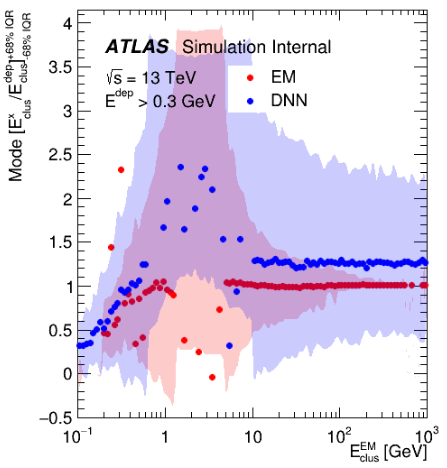 ATLAS Simulation Internal
√s = 13 TeV
E^dep > 0.3 GeV
EM
DNN
Mode [E^x_clus/E^dep_clus]^+68% IQR_-68% IQR
4
3.5
3
2.5
2
1.5
1
0.5
0
−0.5
10^−1 1 10 10^2 10^3
E^EM_clus [GeV]